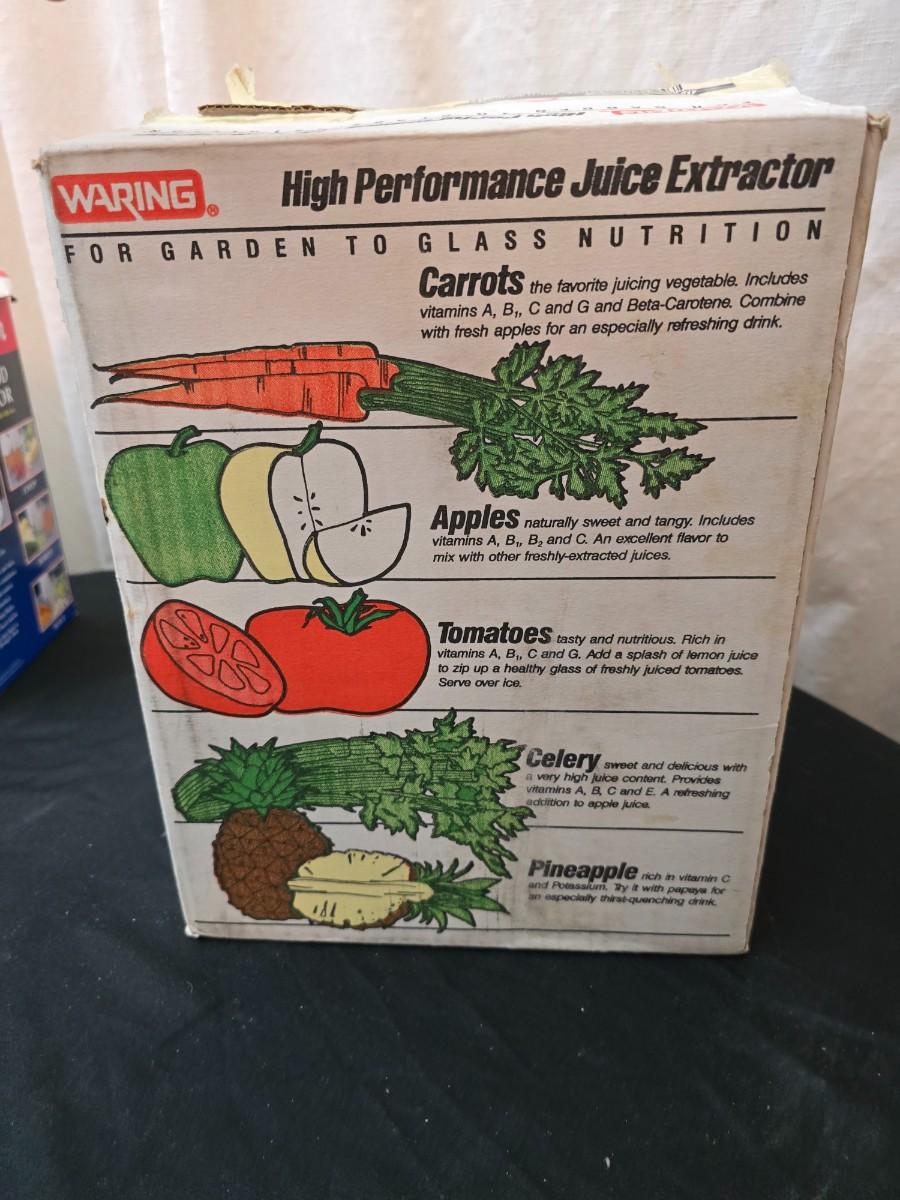 WARING®
High Performance Juice Extractor
FOR GARDEN TO GLASS NUTRITION
Carrots the favorite juicing vegetable. Includes
vitamins A, B₁, C and G and Beta-Carotene. Combine
with fresh apples for an especially refreshing drink.
Apples naturally sweet and tangy. Includes
vitamins A, B₁, B₂ and C. An excellent flavor to
mix with other freshly-extracted juices.
Tomatoes tasty and nutritious. Rich in
vitamins A, B₁, C and G. Add a splash of lemon juice
to zip up a healthy glass of freshly juiced tomatoes.
Serve over ice.
Celery sweet and delicious with
a very high juice content. Provides
vitamins A, B, C and E. A refreshing
addition to apple juice.
Pineapple rich in vitamin C
and Potassium. Try it with papaya for
an especially thirst-quenching drink.